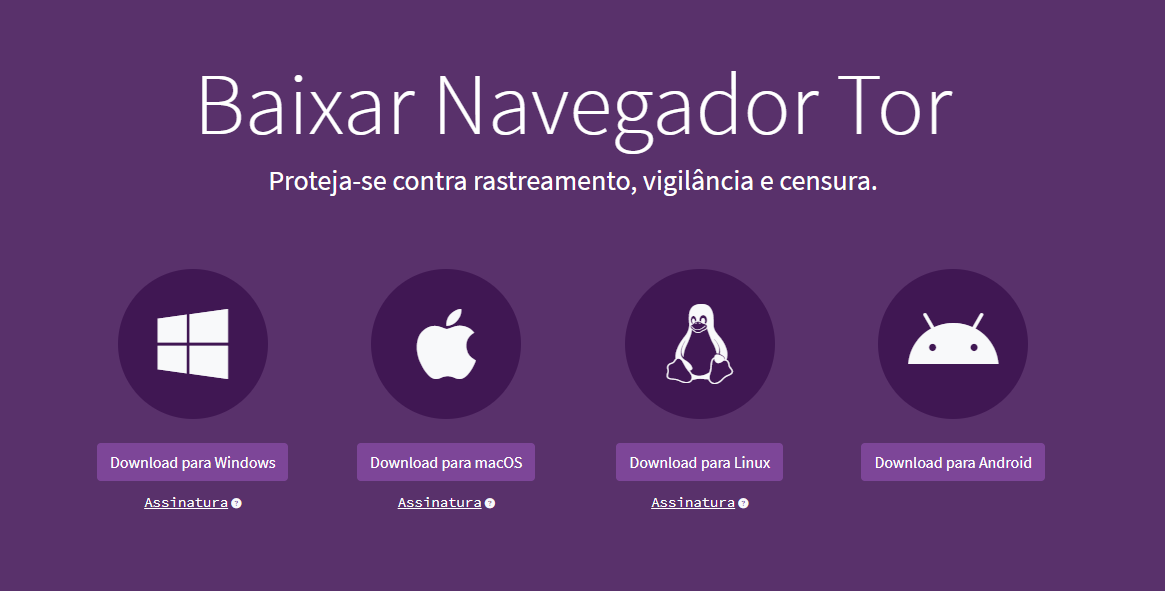 Baixar Navegador Tor
Proteja-se contra rastreamento, vigilância e censura.
Download para Windows
Download para macOS
Download para Linux
Download para Android
Assinatura ?
Assinatura ?
Assinatura ?